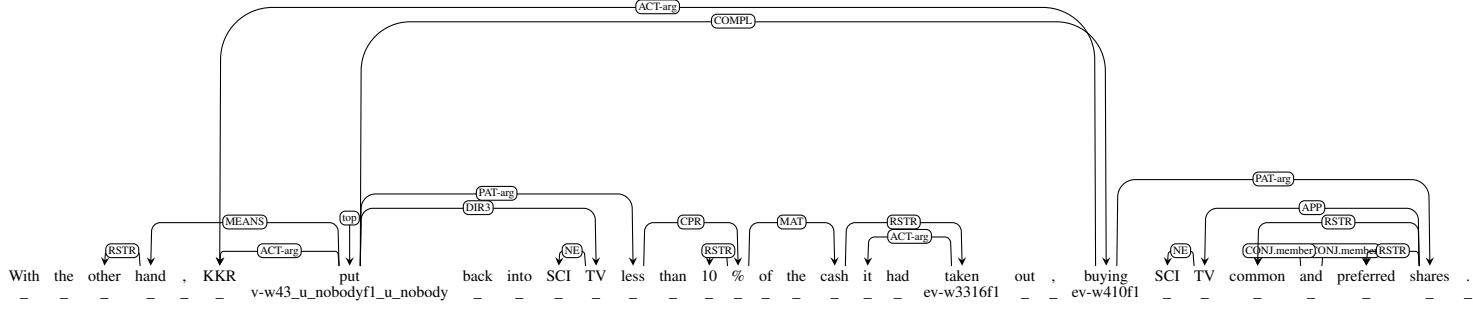 ACT-arg
COMPL
PAT-arg PAT-arg
DIR3 APP
MEANS top CPR MAT RSTR RSTR
ACT-arg
RSTR ACT-arg NE RSTR NE CONJ.member CONJ.member RSTR
With the other hand , KKR put back into SCI TV less than 10 % of the cash it had taken out , buying SCI TV common and preferred shares .
_ _ _ _ _ _ v-w43_u_nobodyf1_u_nobody _ _ _ _ _ _ _ _ _ _ _ _ _ ev-w3316f1 _ _ ev-w410f1 _ _ _ _ _ _ _